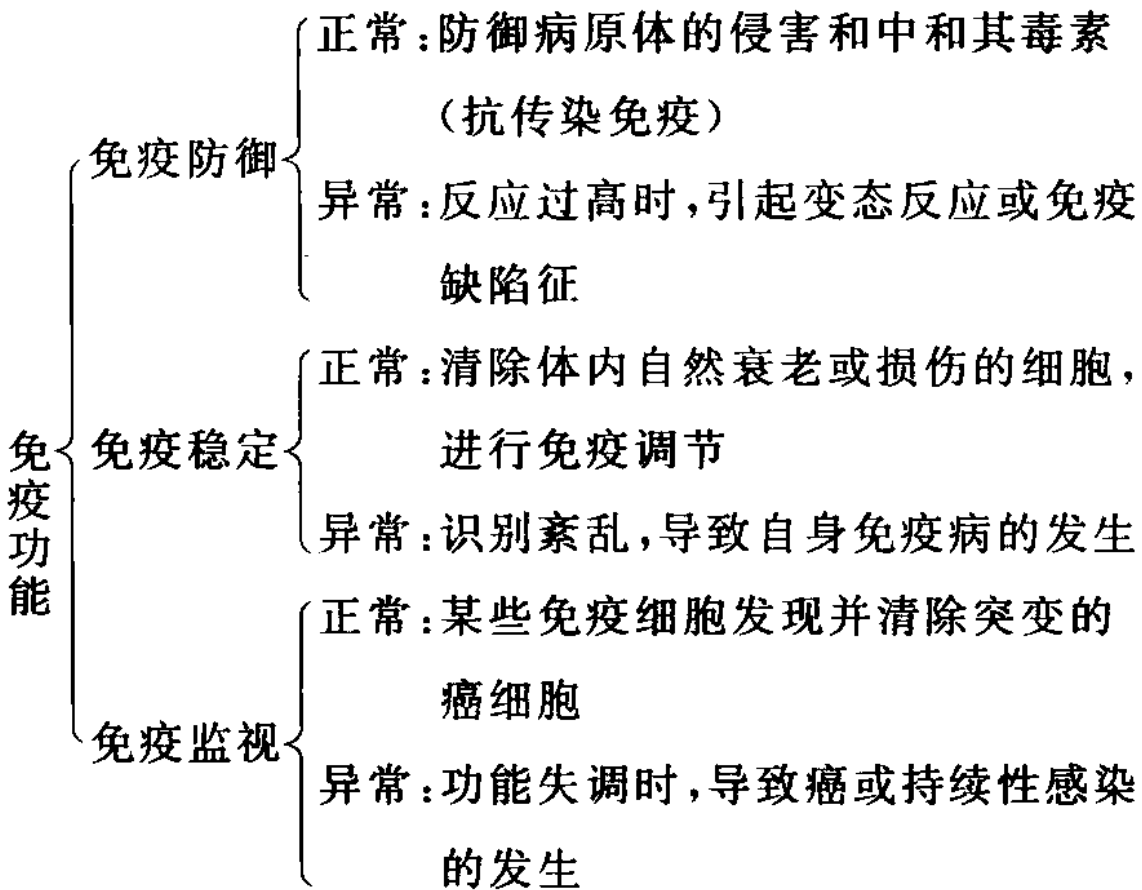 免疫功能
免疫防御
正常:防御病原体的侵害和中和其毒素
(抗传染免疫)
异常:反应过高时,引起变态反应或免疫
缺陷征
免疫稳定
正常:清除体内自然衰老或损伤的细胞,
进行免疫调节
异常:识别紊乱,导致自身免疫病的发生
免疫监视
正常:某些免疫细胞发现并清除突变的
癌细胞
异常:功能失调时,导致癌或持续性感染
的发生